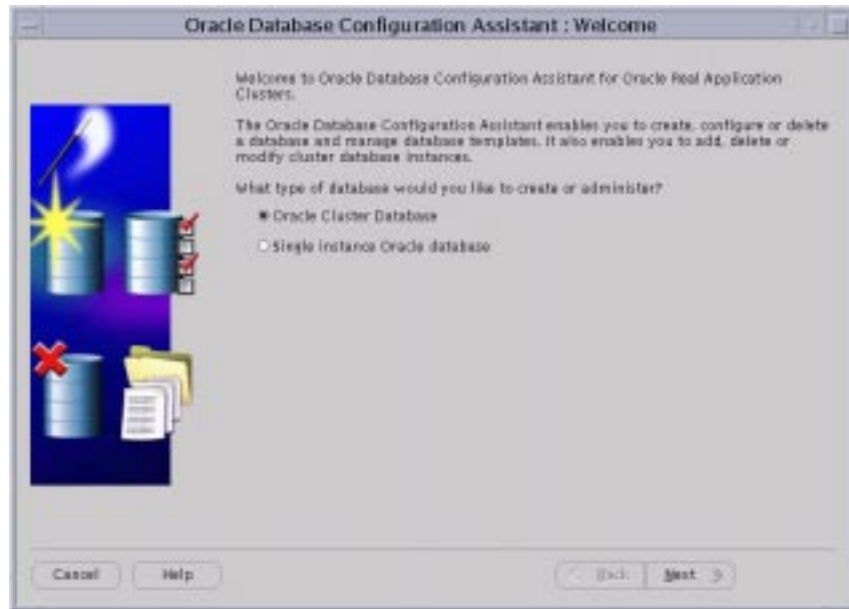 Oracle Database Configuration Assistant : Welcome
Welcome to Oracle Database Configuration Assistant for Oracle Real Application
Clusters.
The Oracle Database Configuration Assistant enables you to create, configure or delete
a database and manage database templates. It also enables you to add, delete or
modify cluster database instances.
What type of database would you like to create or administer?
Oracle Cluster Database
Single instance Oracle database
Cancel
Help
Back
Next